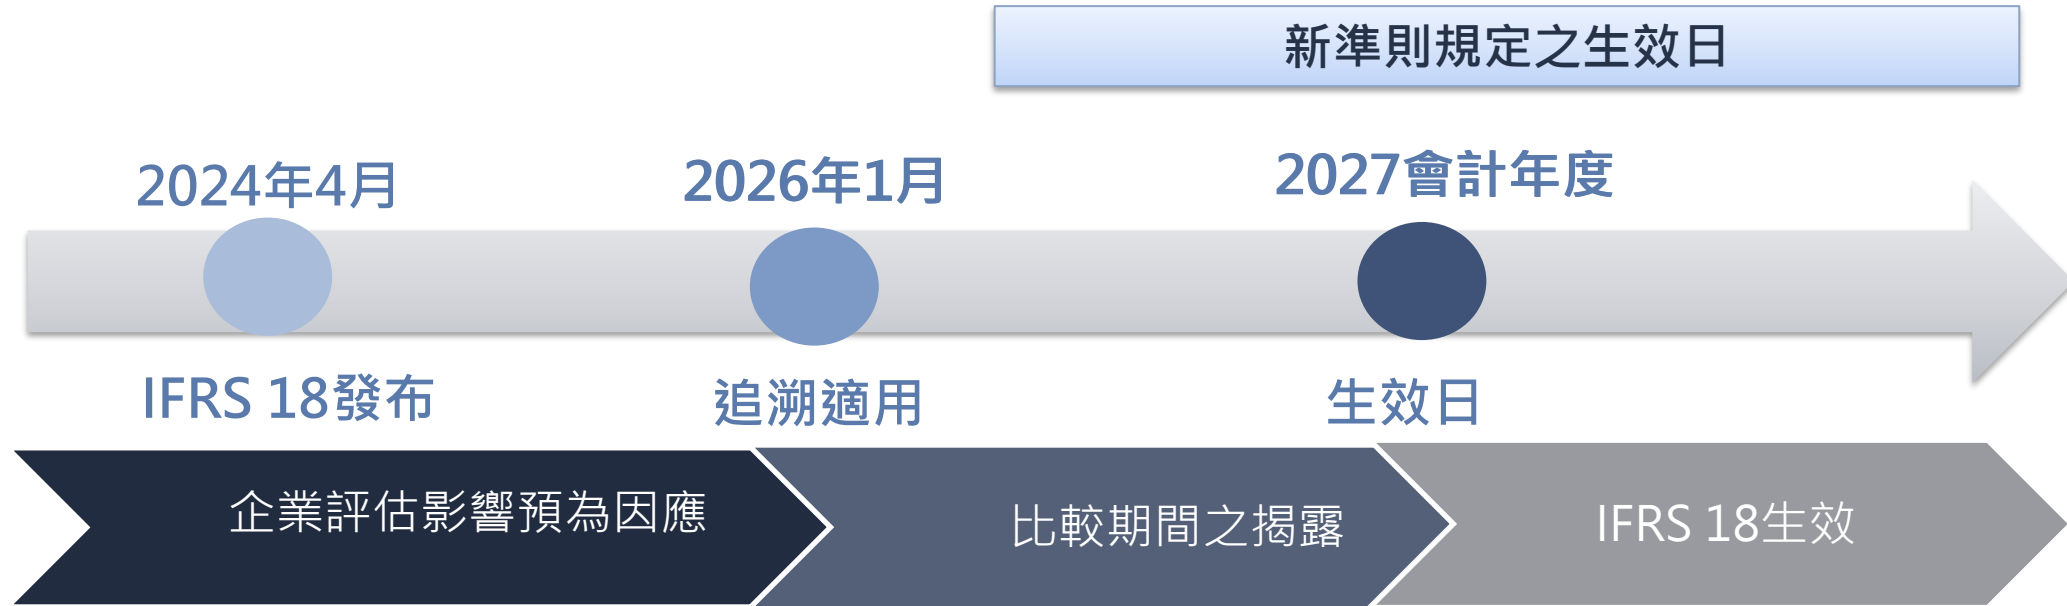 新準則規定之生效日
2024年4月
2026年1月
2027會計年度
IFRS 18發布
追溯適用
生效日
企業評估影響預為因應
比較期間之揭露
IFRS 18生效